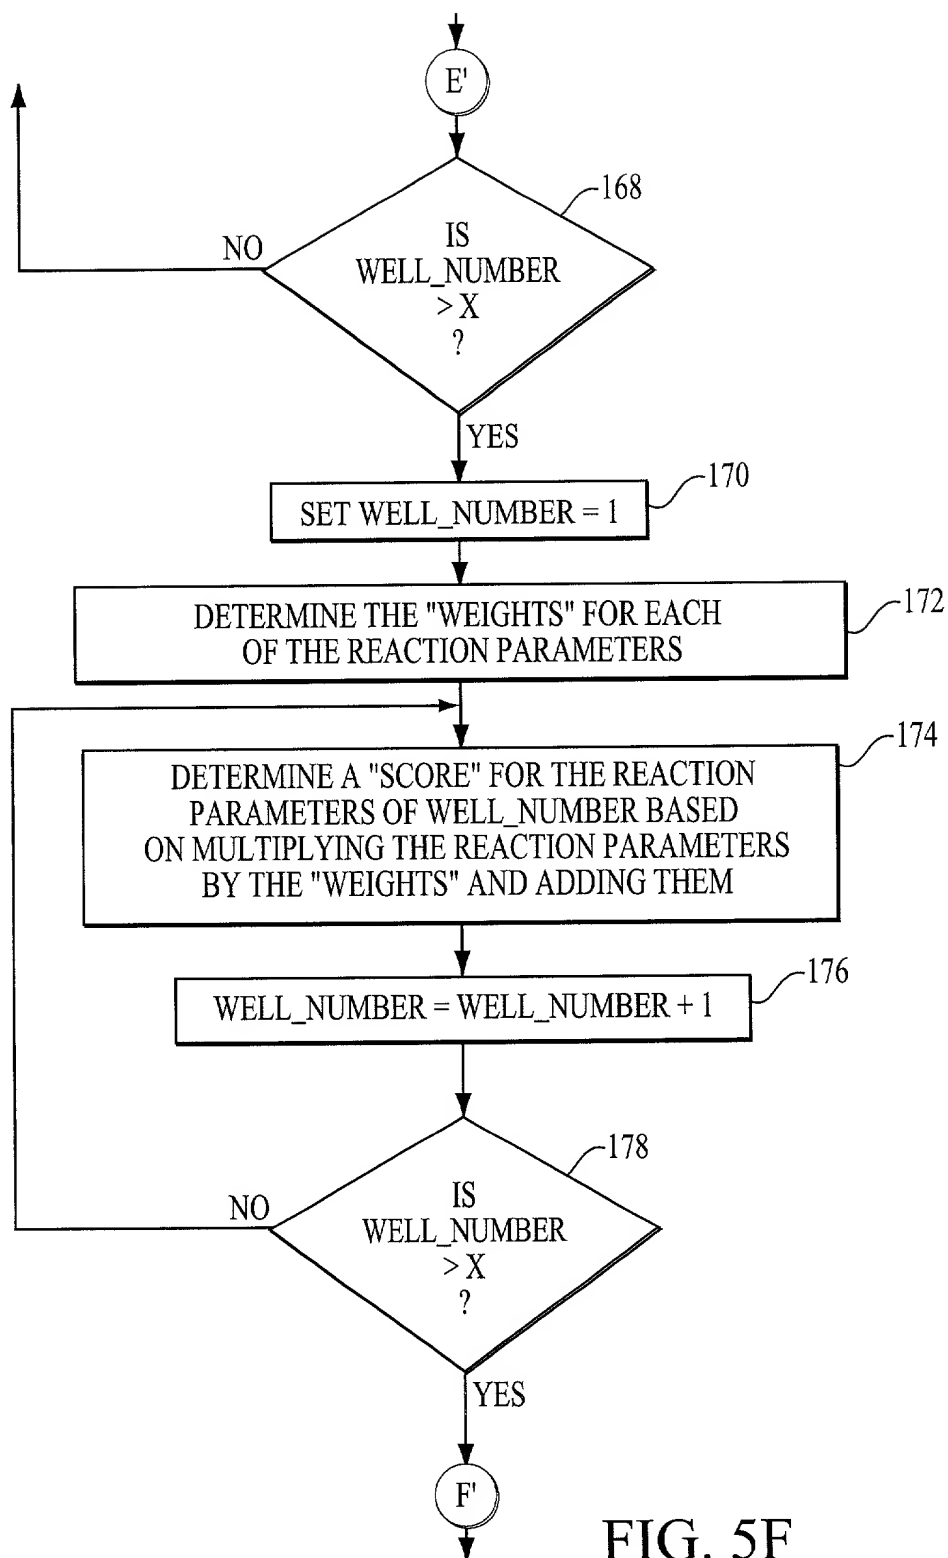 E'
168
IS
WELL_NUMBER
> X
?
NO
YES
170
SET WELL_NUMBER = 1
172
DETERMINE THE "WEIGHTS" FOR EACH
OF THE REACTION PARAMETERS
174
DETERMINE A "SCORE" FOR THE REACTION
PARAMETERS OF WELL_NUMBER BASED
ON MULTIPLYING THE REACTION PARAMETERS
BY THE "WEIGHTS" AND ADDING THEM
176
WELL_NUMBER = WELL_NUMBER + 1
178
IS
WELL_NUMBER
> X
?
NO
YES
F'
FIG. 5F